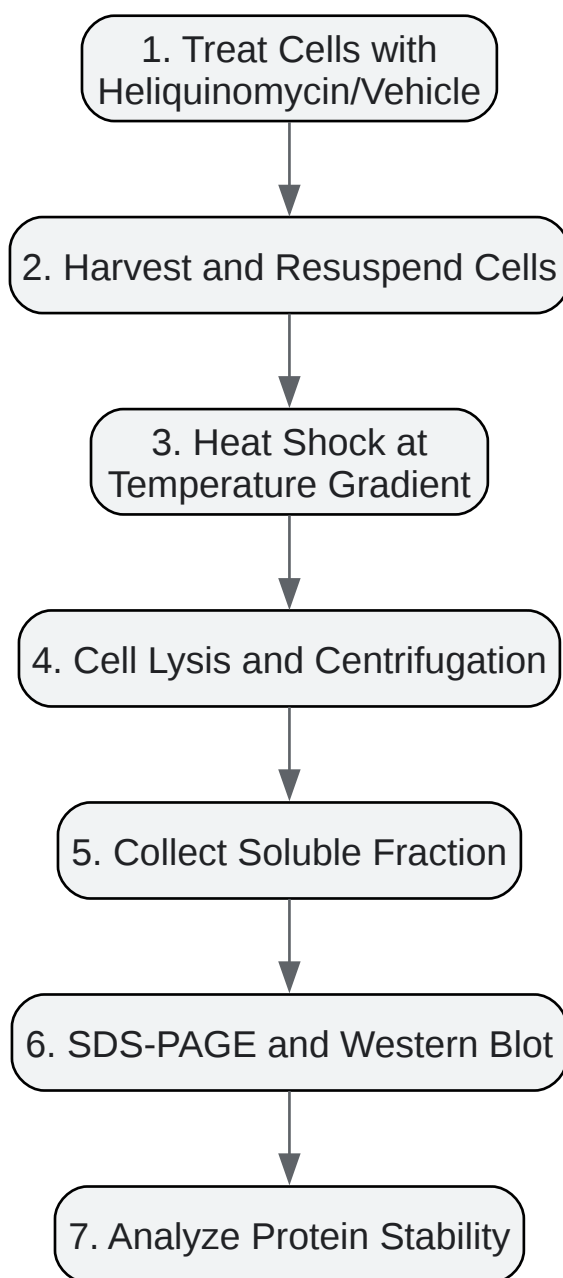 1. Treat Cells with
Heliquinomycin/Vehicle
2. Harvest and Resuspend Cells
3. Heat Shock at
Temperature Gradient
4. Cell Lysis and Centrifugation
5. Collect Soluble Fraction
6. SDS-PAGE and Western Blot
7. Analyze Protein Stability